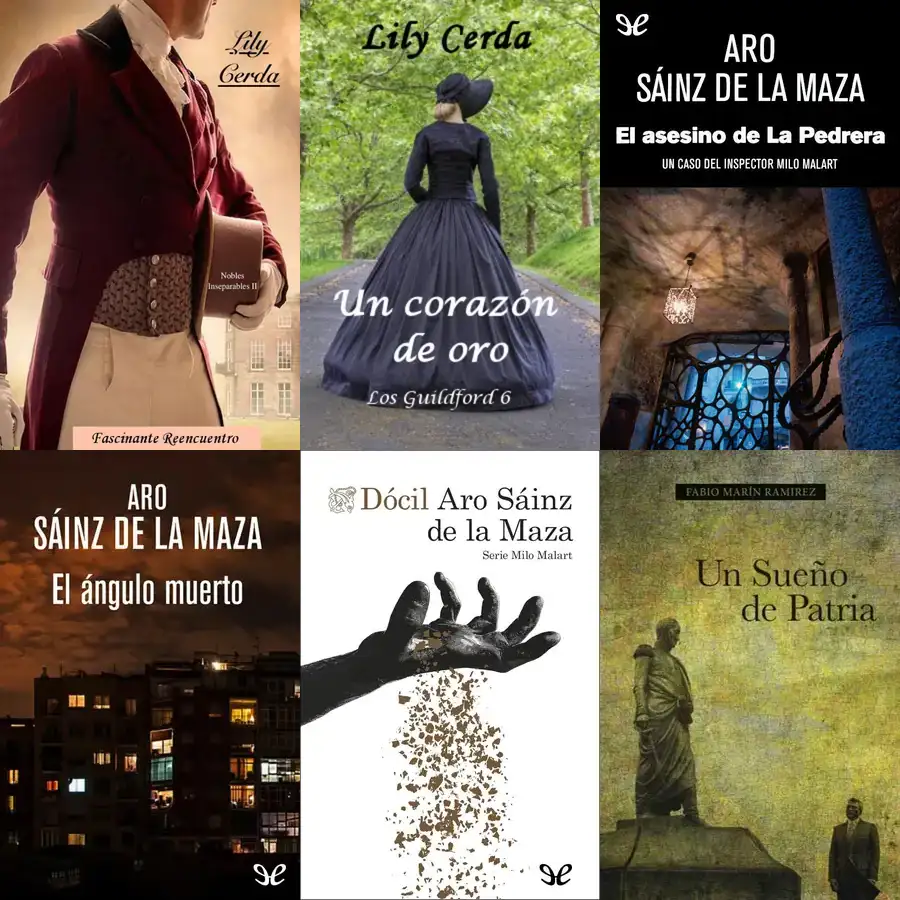 Lily
Cerda
Nobles
Inseparables II
Fascinante Reencuentro
Lily Cerda
Un corazón
de oro
Los Guildford 6
ARO
SÁINZ DE LA MAZA
El asesino de La Pedrera
UN CASO DEL INSPECTOR MILO MALART
ARO
SÁINZ DE LA MAZA
El ángulo muerto
Dócil Aro Sáinz
de la Maza
Serie Milo Malart
FABIO MARÍN RAMIREZ
Un Sueño
de Patria